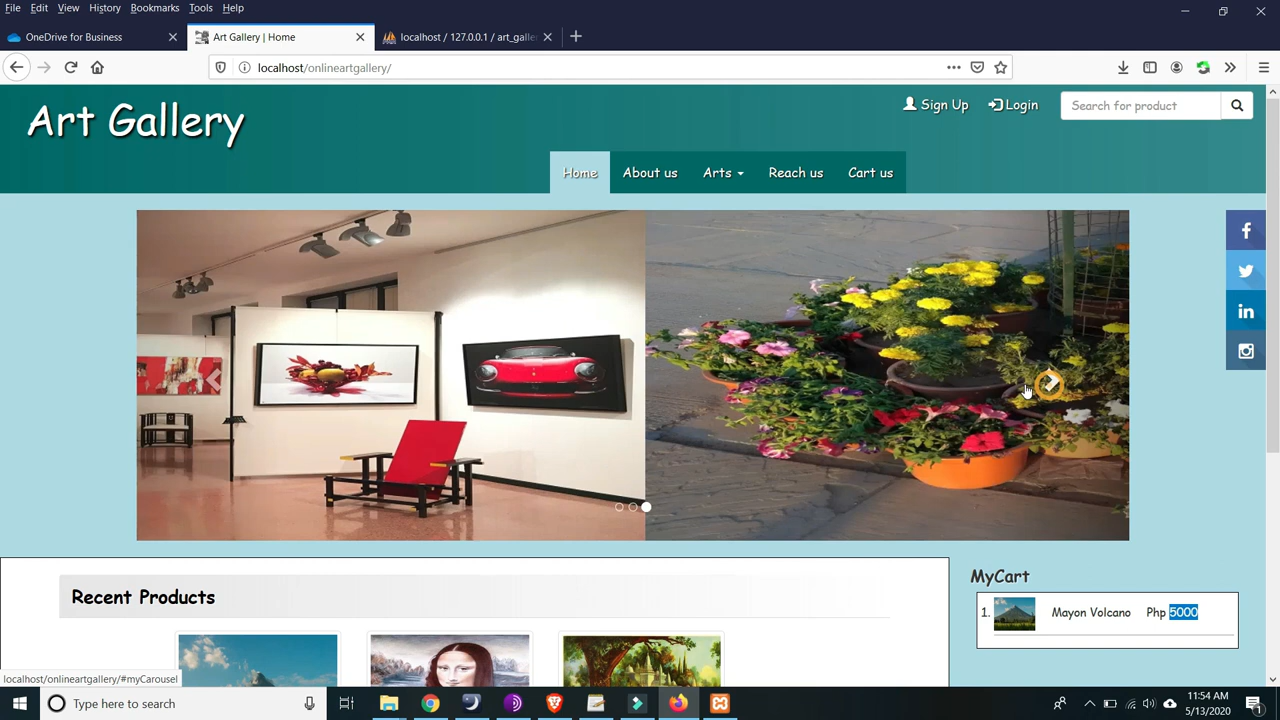 File Edit View History Bookmarks Tools Help
OneDrive for Business
Art Gallery | Home
localhost / 127.0.0.1 / art_galle
localhost/onlineartgallery/
Art Gallery
Sign Up
Login
Search for product
Home
About us
Arts
Reach us
Cart us
Recent Products
MyCart
1. Mayon Volcano Php 5000
localhost/onlineartgallery/#myCarousel
Type here to search
11:54 AM
5/13/2020
1